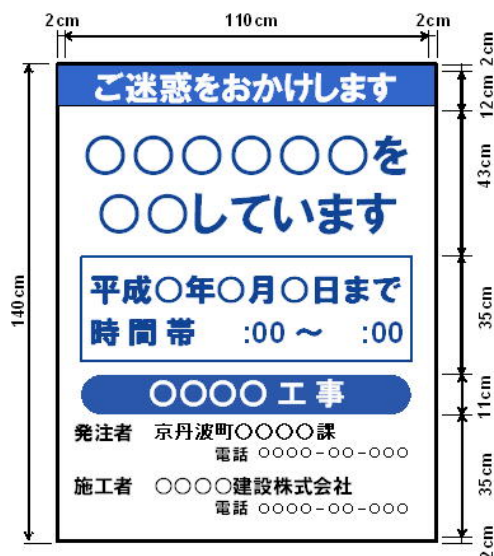 2cm 110cm 2cm
2cm
12cm
43cm
35cm
11cm
35cm
2cm
140cm
ご迷惑をおかけします
○○○○○○を
○○しています
平成○年○月○日まで
時間帯 :00～ :00
○○○○工事
発注者 京丹波町○○○○課
電話 ○○○○-○○-○○○
施工者 ○○○○建設株式会社
電話 ○○○○-○○-○○○